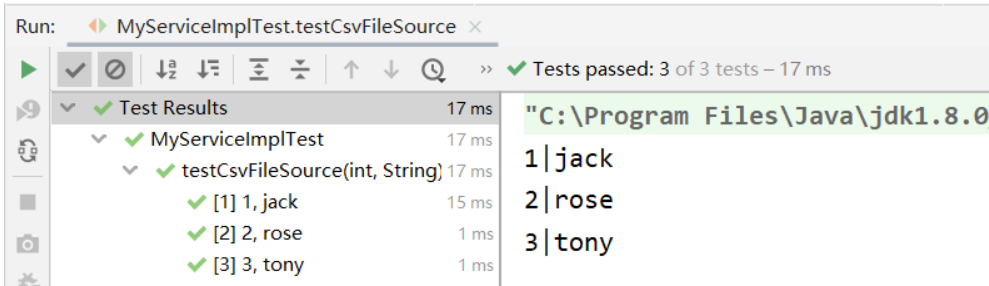 Run: MyServiceImplTest.testCsvFileSource ×
Tests passed: 3 of 3 tests – 17 ms
Test Results 17 ms
MyServiceImplTest 17 ms
testCsvFileSource(int, String) 17 ms
[1] 1, jack 15 ms
[2] 2, rose 1 ms
[3] 3, tony 1 ms
"C:\Program Files\Java\jdk1.8.0
1|jack
2|rose
3|tony